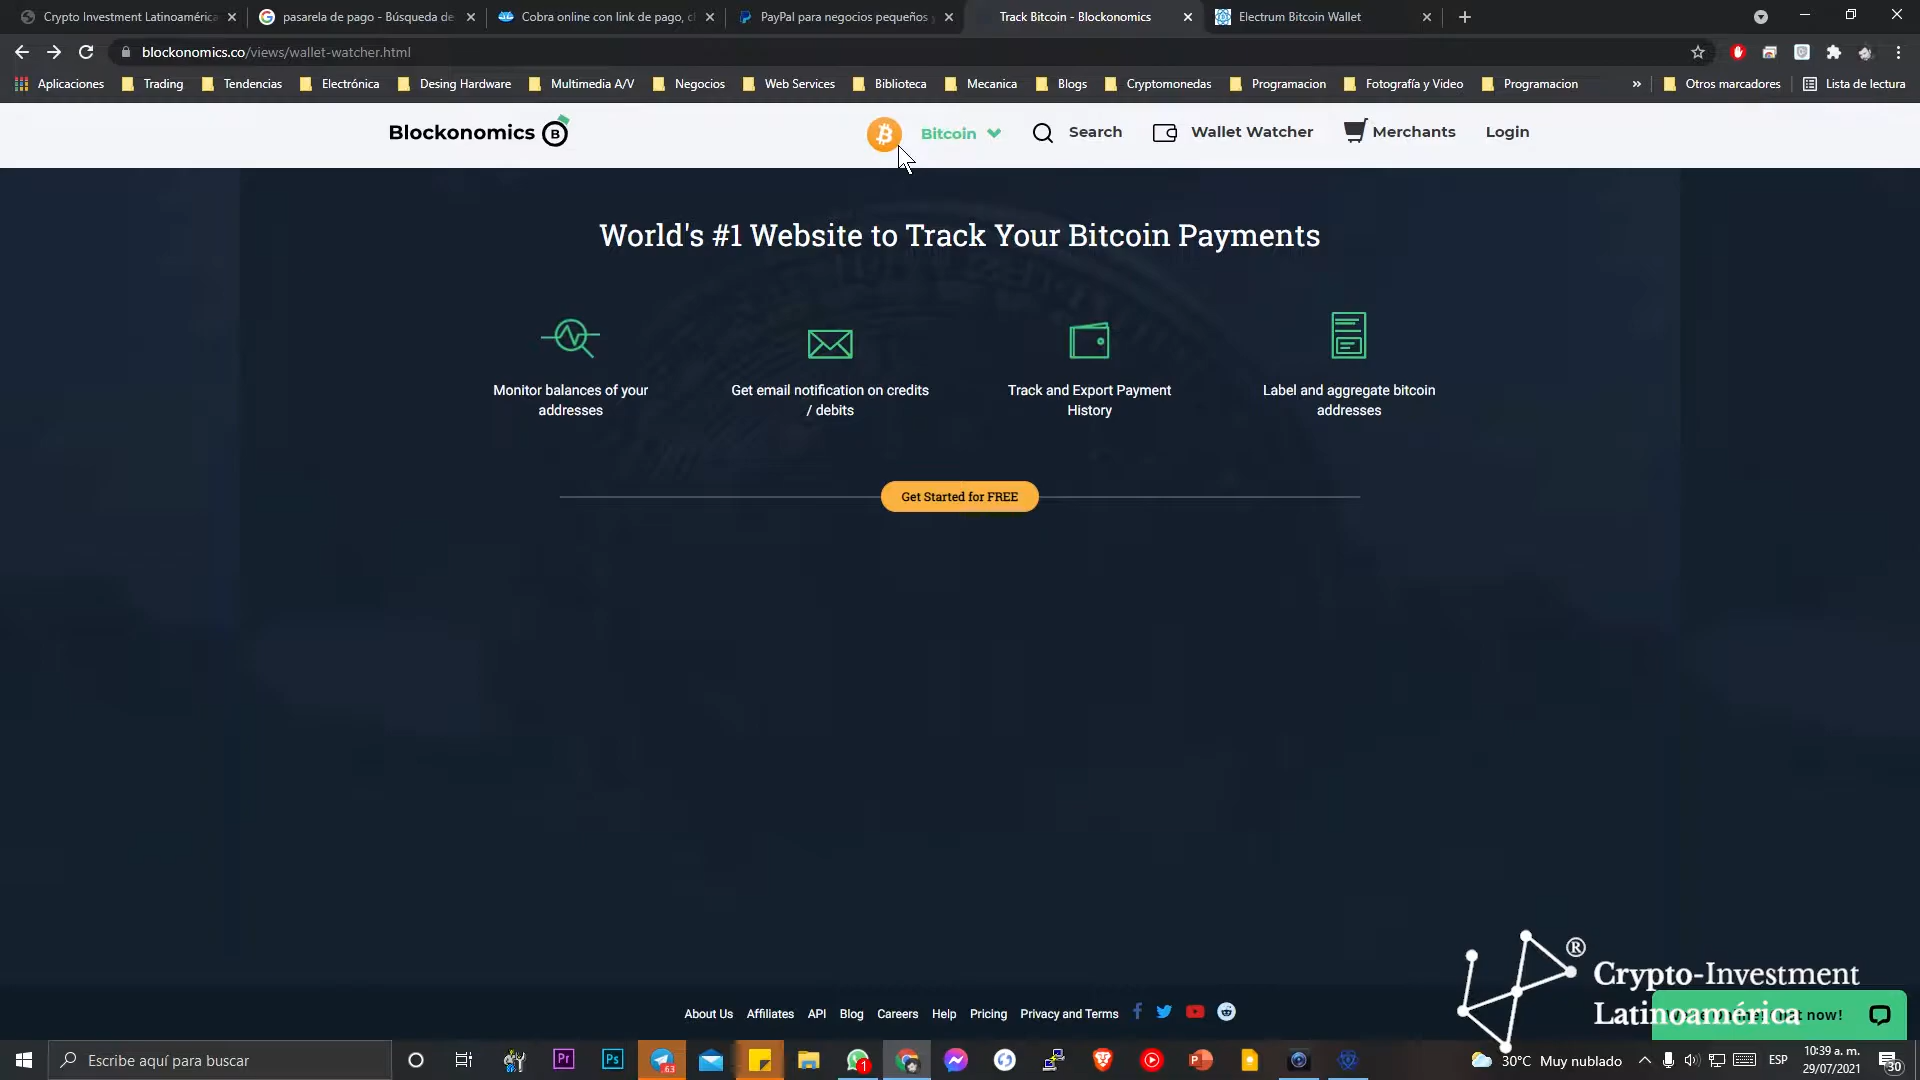 Crypto Investment Latinoaméric
pasarela de pago - Búsqueda de
Cobra online con link de pago, c
PayPal para negocios pequeños y
Track Bitcoin - Blockonomics
Electrum Bitcoin Wallet
blockonomics.co/views/wallet-watcher.html
Aplicaciones
Trading
Tendencias
Electrónica
Desing Hardware
Multimedia A/V
Negocios
Web Services
Biblioteca
Mecanica
Blogs
Cryptomonedas
Programacion
Fotografía y Video
Programacion
»
Otros marcadores
Lista de lectura
Blockonomics B
Bitcoin
Search
Wallet Watcher
Merchants
Login
World's #1 Website to Track Your Bitcoin Payments
Monitor balances of your
addresses
Get email notification on credits
/ debits
Track and Export Payment
History
Label and aggregate bitcoin
addresses
Get Started for FREE
About Us
Affiliates
API
Blog
Careers
Help
Pricing
Privacy and Terms
®
Crypto-Investment
Latinoamérica
now!
Escribe aquí para buscar
Pr
Ps
63
1
30°C Muy nublado
ESP
10:39 a. m.
29/07/2021
30